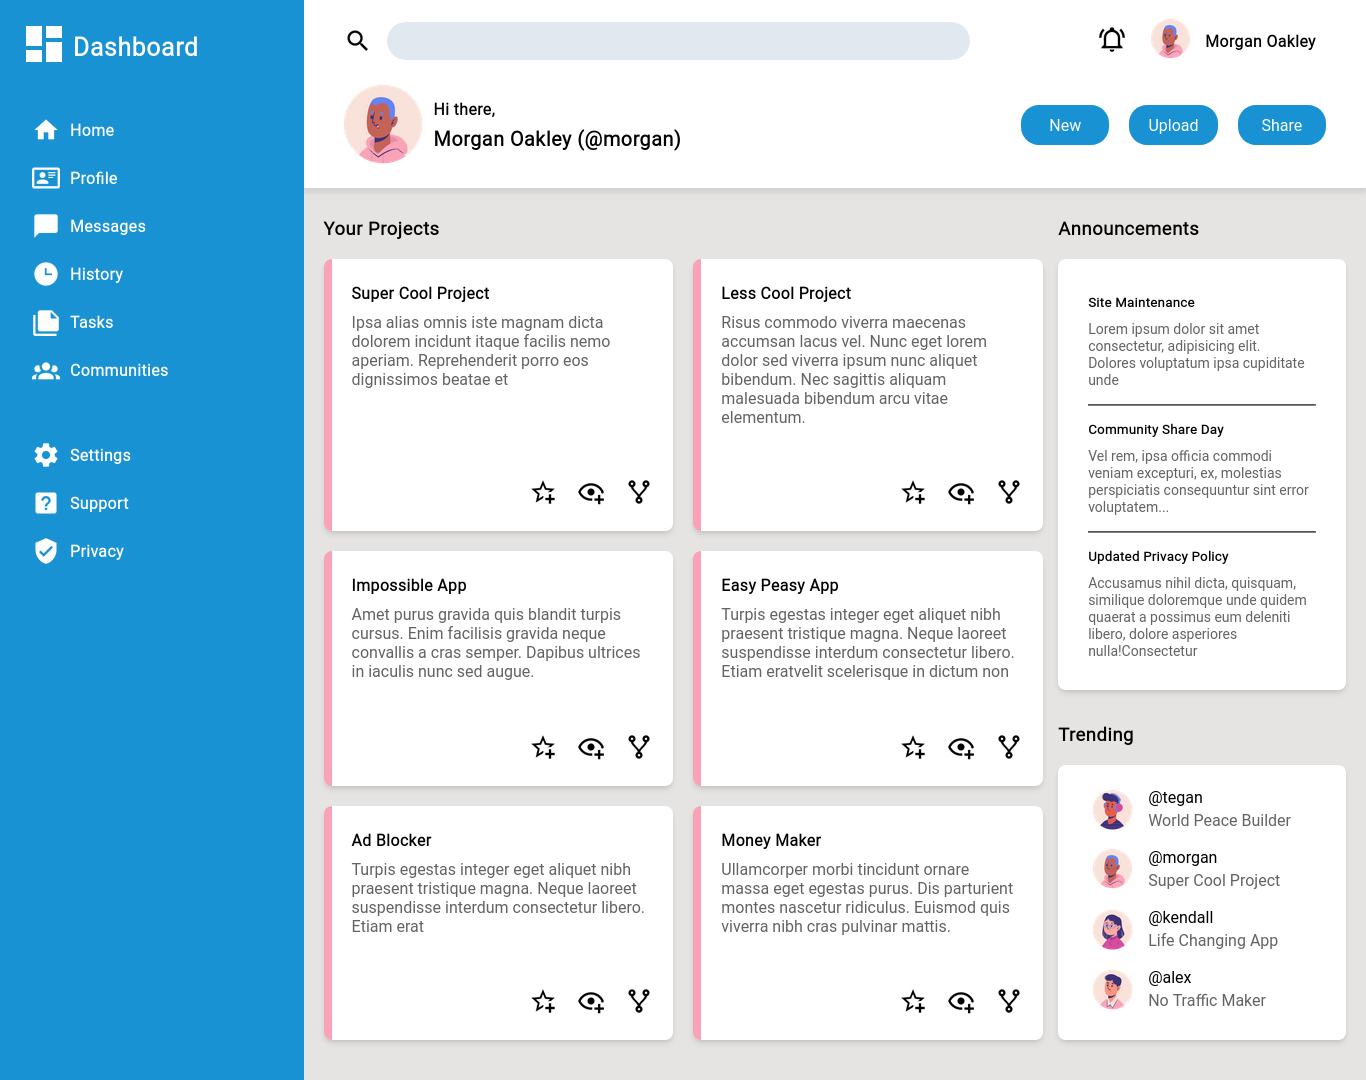 Dashboard
Home
Profile
Messages
History
Tasks
Communities
Settings
Support
Privacy
Morgan Oakley
Hi there,
Morgan Oakley (@morgan)
New
Upload
Share
Your Projects
Super Cool Project
Ipsa alias omnis iste magnam dicta
dolorem incidunt itaque facilis nemo
aperiam. Reprehenderit porro eos
dignissimos beatae et
Less Cool Project
Risus commodo viverra maecenas
accumsan lacus vel. Nunc eget lorem
dolor sed viverra ipsum nunc aliquet
bibendum. Nec sagittis aliquam
malesuada bibendum arcu vitae
elementum.
Impossible App
Amet purus gravida quis blandit turpis
cursus. Enim facilisis gravida neque
convallis a cras semper. Dapibus ultrices
in iaculis nunc sed augue.
Easy Peasy App
Turpis egestas integer eget aliquet nibh
praesent tristique magna. Neque laoreet
suspendisse interdum consectetur libero.
Etiam eratvelit scelerisque in dictum non
Ad Blocker
Turpis egestas integer eget aliquet nibh
praesent tristique magna. Neque laoreet
suspendisse interdum consectetur libero.
Etiam erat
Money Maker
Ullamcorper morbi tincidunt ornare
massa eget egestas purus. Dis parturient
montes nascetur ridiculus. Euismod quis
viverra nibh cras pulvinar mattis.
Announcements
Site Maintenance
Lorem ipsum dolor sit amet
consectetur, adipisicing elit.
Dolores voluptatum ipsa cupiditate
unde
Community Share Day
Vel rem, ipsa officia commodi
veniam excepturi, ex, molestias
perspiciatis consequuntur sint error
voluptatem...
Updated Privacy Policy
Accusamus nihil dicta, quisquam,
similique doloremque unde quidem
quaerat a possimus eum deleniti
libero, dolore asperiores
nulla!Consectetur
Trending
@tegan
World Peace Builder
@morgan
Super Cool Project
@kendall
Life Changing App
@alex
No Traffic Maker